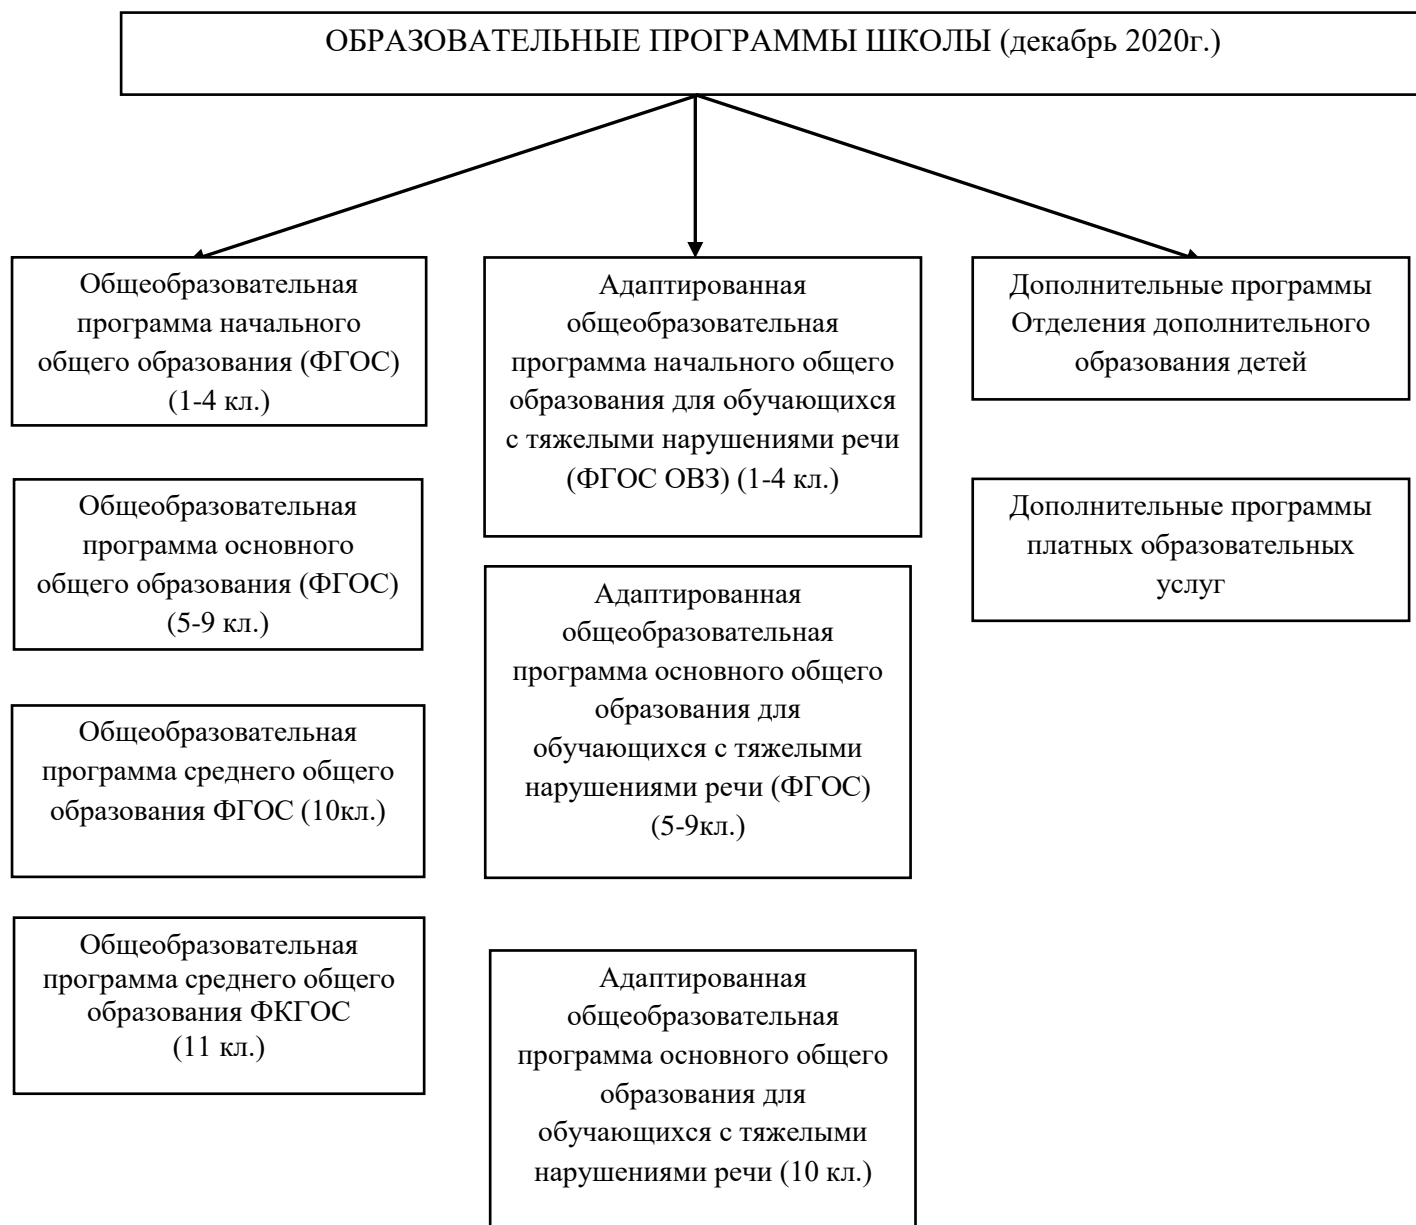 ОБРАЗОВАТЕЛЬНЫЕ ПРОГРАММЫ ШКОЛЫ (декабрь 2020г.)
Общеобразовательная
программа начального
общего образования (ФГОС)
(1-4 кл.)
Общеобразовательная
программа основного
общего образования (ФГОС)
(5-9 кл.)
Общеобразовательная
программа среднего общего
образования ФГОС (10кл.)
Общеобразовательная
программа среднего общего
образования ФКГОС
(11 кл.)
Адаптированная
общеобразовательная
программа начального общего
образования для обучающихся
с тяжелыми нарушениями речи
(ФГОС ОВЗ) (1-4 кл.)
Адаптированная
общеобразовательная
программа основного общего
образования для
обучающихся с тяжелыми
нарушениями речи (ФГОС)
(5-9кл.)
Адаптированная
общеобразовательная
программа основного общего
образования для
обучающихся с тяжелыми
нарушениями речи (10 кл.)
Дополнительные программы
Отделения дополнительного
образования детей
Дополнительные программы
платных образовательных
услуг